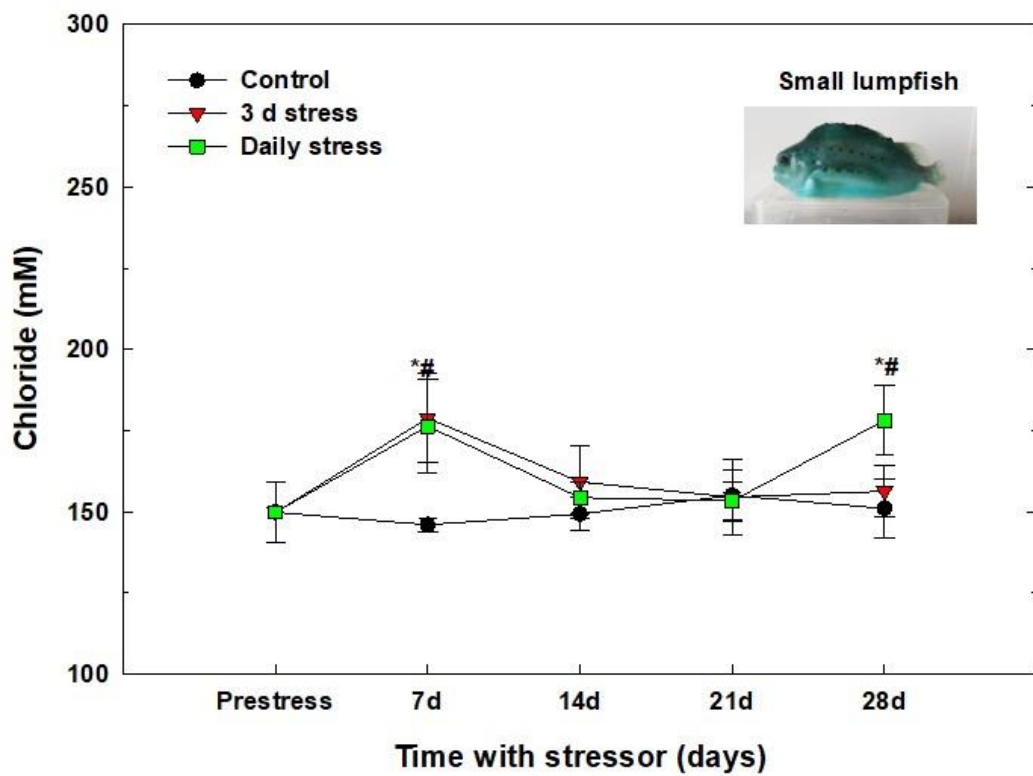 300
250
200
150
100
Chloride (mM)
Control
3 d stress
Daily stress
Small lumpfish
*#
*#
Prestress 7d 14d 21d 28d
Time with stressor (days)